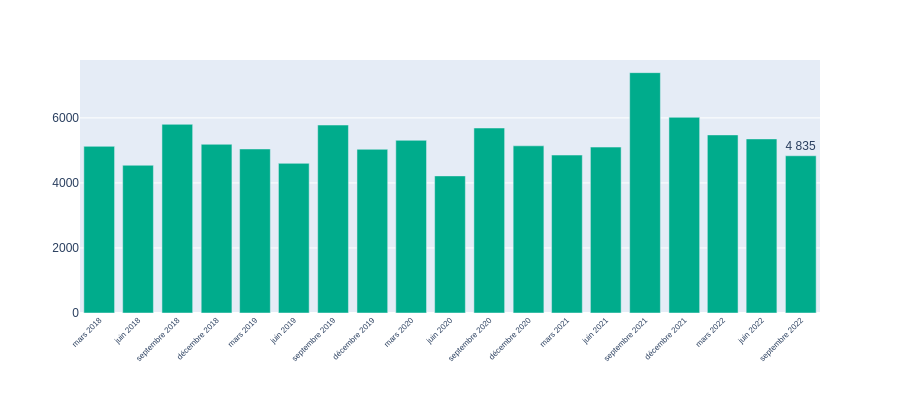 6000
4000
2000
0
4 835
mars 2018
juin 2018
septembre 2018
décembre 2018
mars 2019
juin 2019
septembre 2019
décembre 2019
mars 2020
juin 2020
septembre 2020
décembre 2020
mars 2021
juin 2021
septembre 2021
décembre 2021
mars 2022
juin 2022
septembre 2022